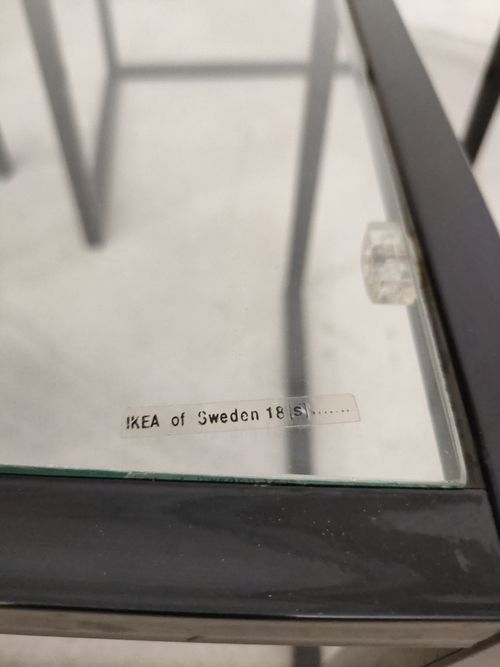 IKEA of Sweden 18 |S|.......